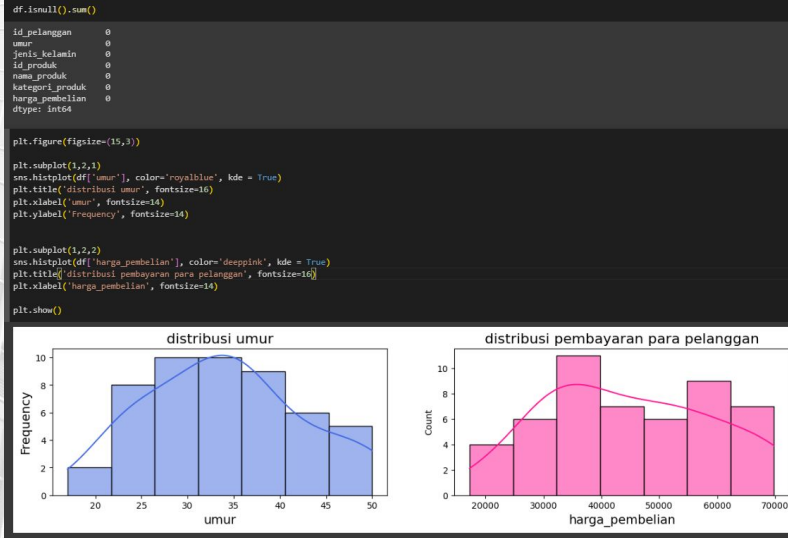 df.isnull().sum()
id_pelanggan 0
umur 0
jenis_kelamin 0
id_produk 0
nama_produk 0
kategori_produk 0
harga_pembelian 0
dtype: int64
plt.figure(figsize=(15,3))
plt.subplot(1,2,1)
sns.histplot(df['umur'], color='royalblue', kde = True)
plt.title('distribusi umur', fontsize=16)
plt.xlabel('umur', fontsize=14)
plt.ylabel('Frequency', fontsize=14)
plt.subplot(1,2,2)
sns.histplot(df['harga_pembelian'], color='deeppink', kde = True)
plt.title('distribusi pembayaran para pelanggan', fontsize=16)
plt.xlabel('harga_pembelian', fontsize=14)
plt.show()
distribusi umur
Frequency
10
8
6
4
2
0
20 25 30 35 40 45 50
umur
distribusi pembayaran para pelanggan
Count
10
8
6
4
2
0
20000 30000 40000 50000 60000 70000
harga_pembelian